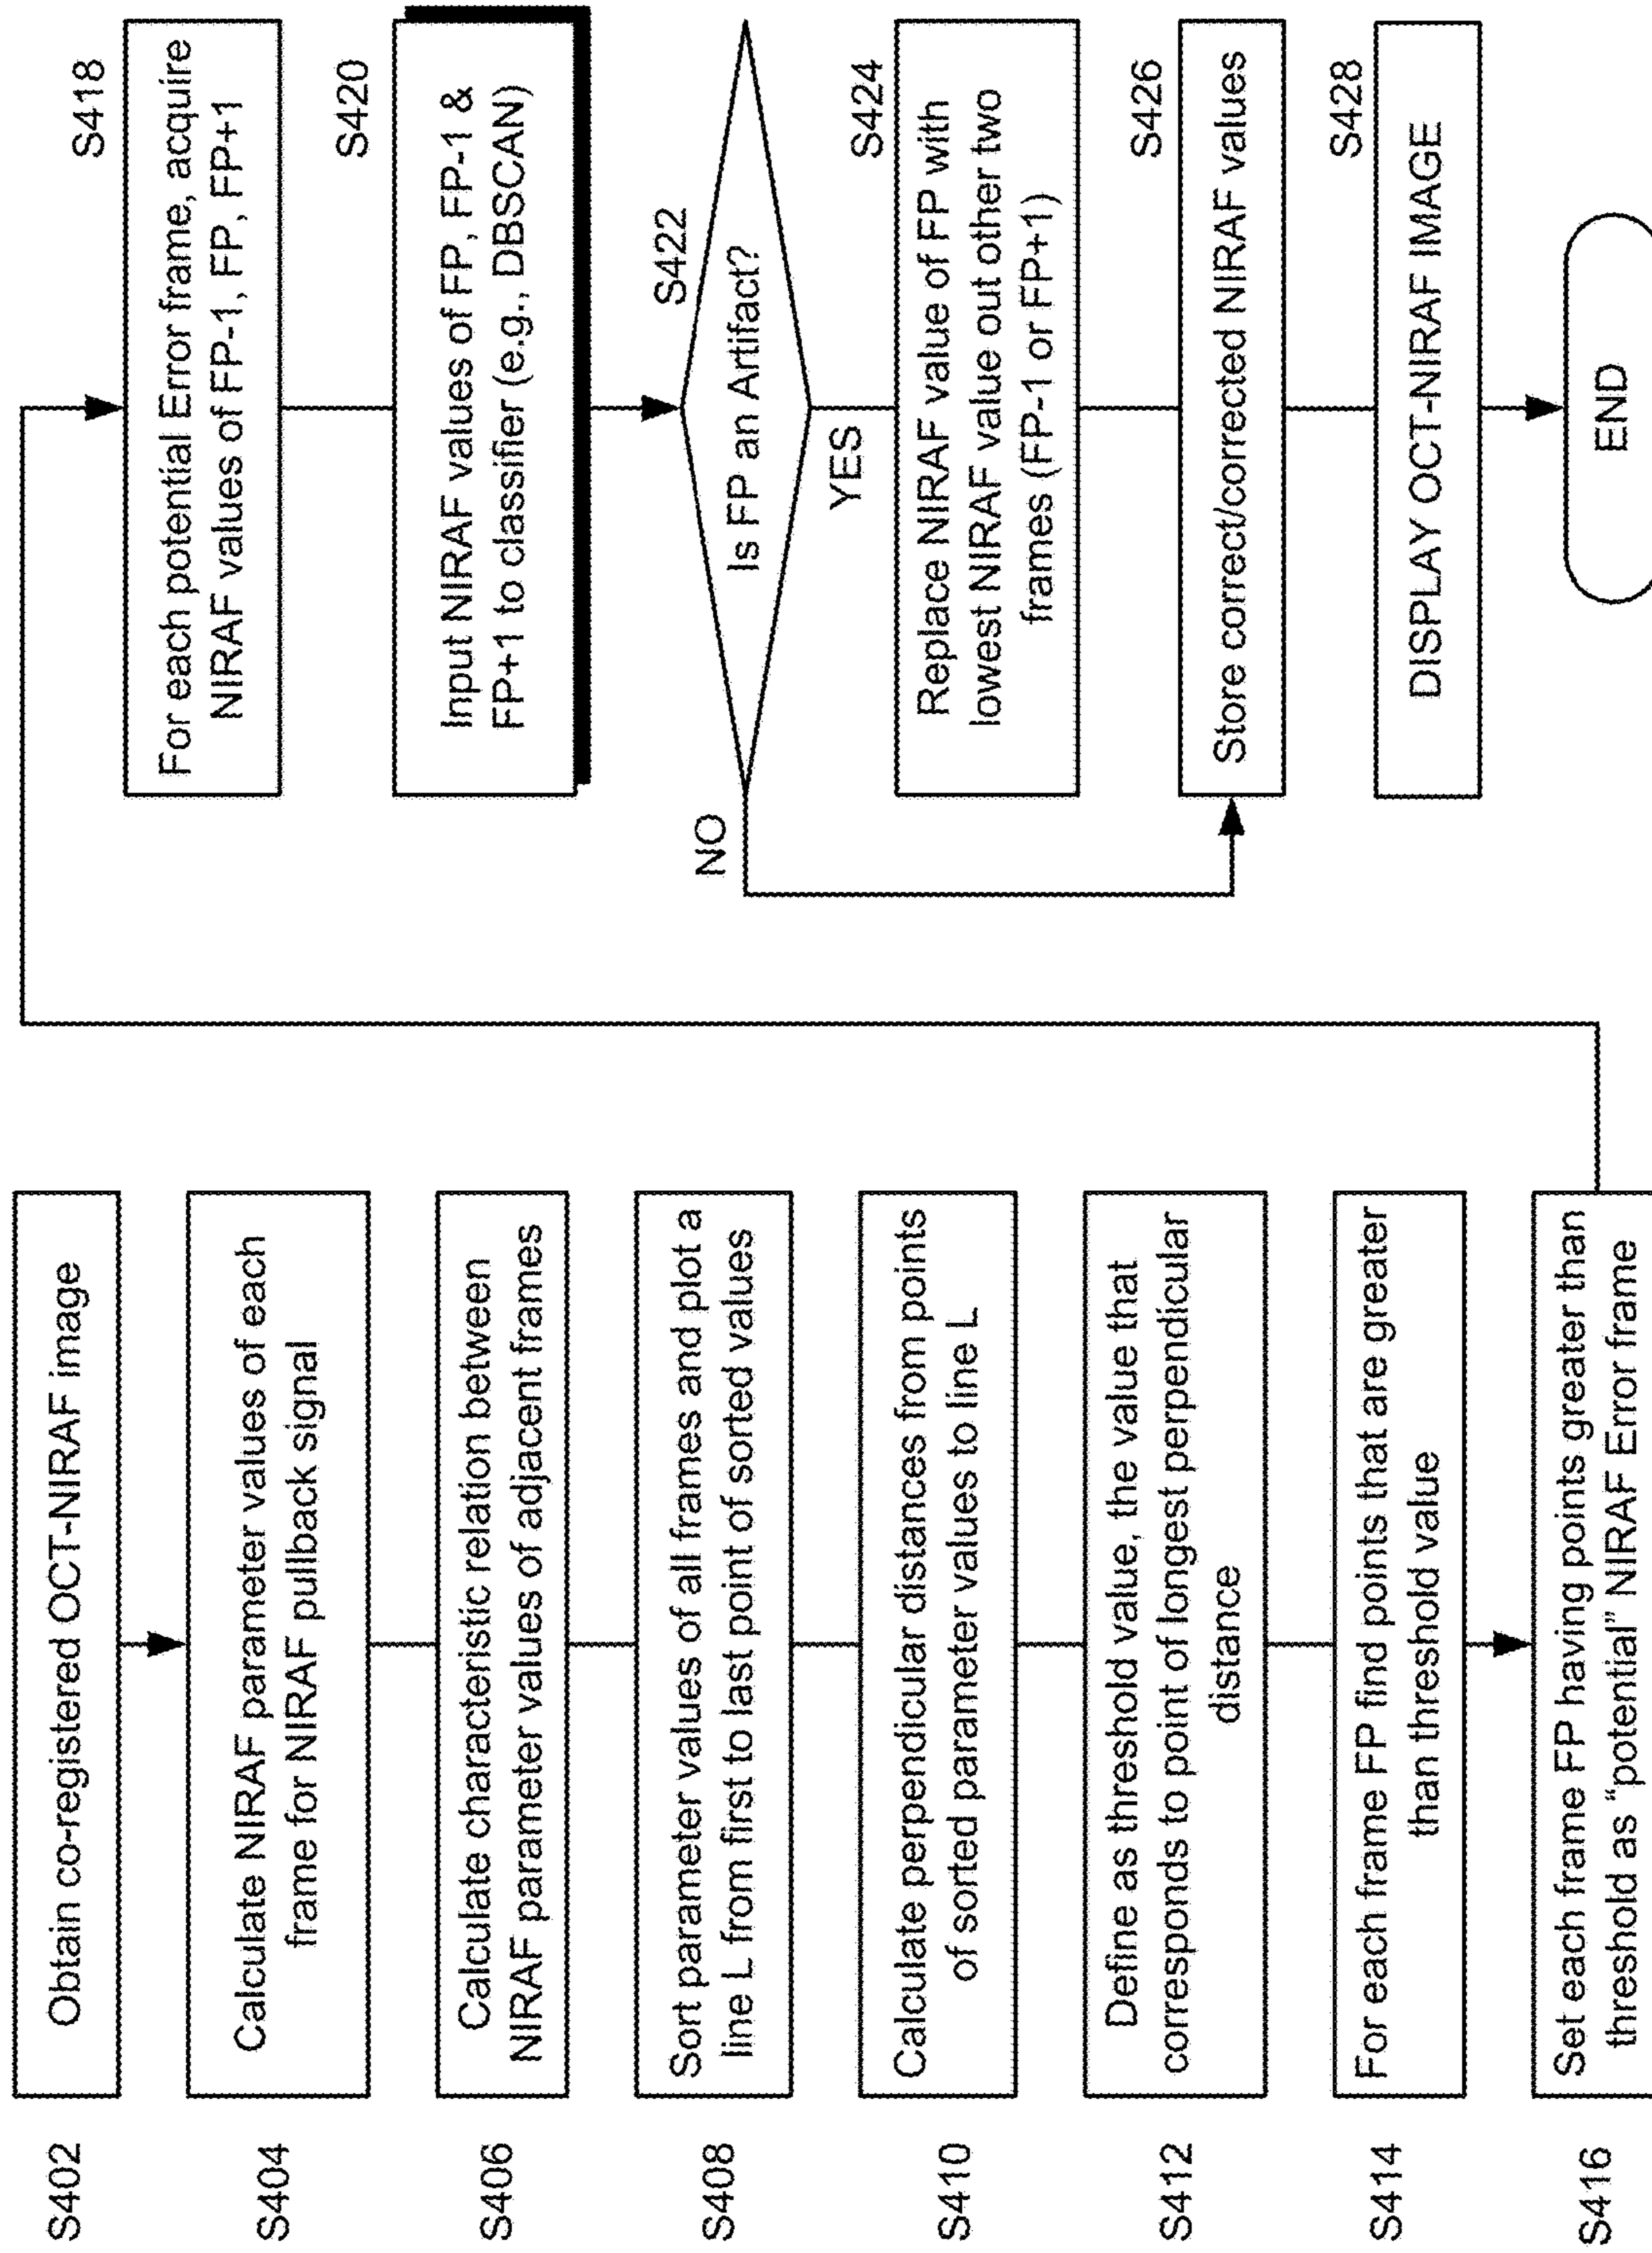 S402
Obtain co-registered OCT-NIRAF image
S404
Calculate NIRAF parameter values of each
frame for NIRAF pullback signal
S406
Calculate characteristic relation between
NIRAF parameter values of adjacent frames
S408
Sort parameter values of all frames and plot a
line L from first to last point of sorted values
S410
Calculate perpendicular distances from points
of sorted parameter values to line L
S412
Define as threshold value, the value that
corresponds to point of longest perpendicular
distance
S414
For each frame FP find points that are greater
than threshold value
S416
Set each frame FP having points greater than
threshold as "potential" NIRAF Error frame
S418
For each potential Error frame, acquire
NIRAF values of FP-1, FP, FP+1
S420
Input NIRAF values of FP, FP-1 &
FP+1 to classifier (e.g., DBSCAN)
S422
Is FP an Artifact?
NO
YES
S424
Replace NIRAF value of FP with
lowest NIRAF value out other two
frames (FP-1 or FP+1)
S426
Store correct/corrected NIRAF values
S428
DISPLAY OCT-NIRAF IMAGE
END